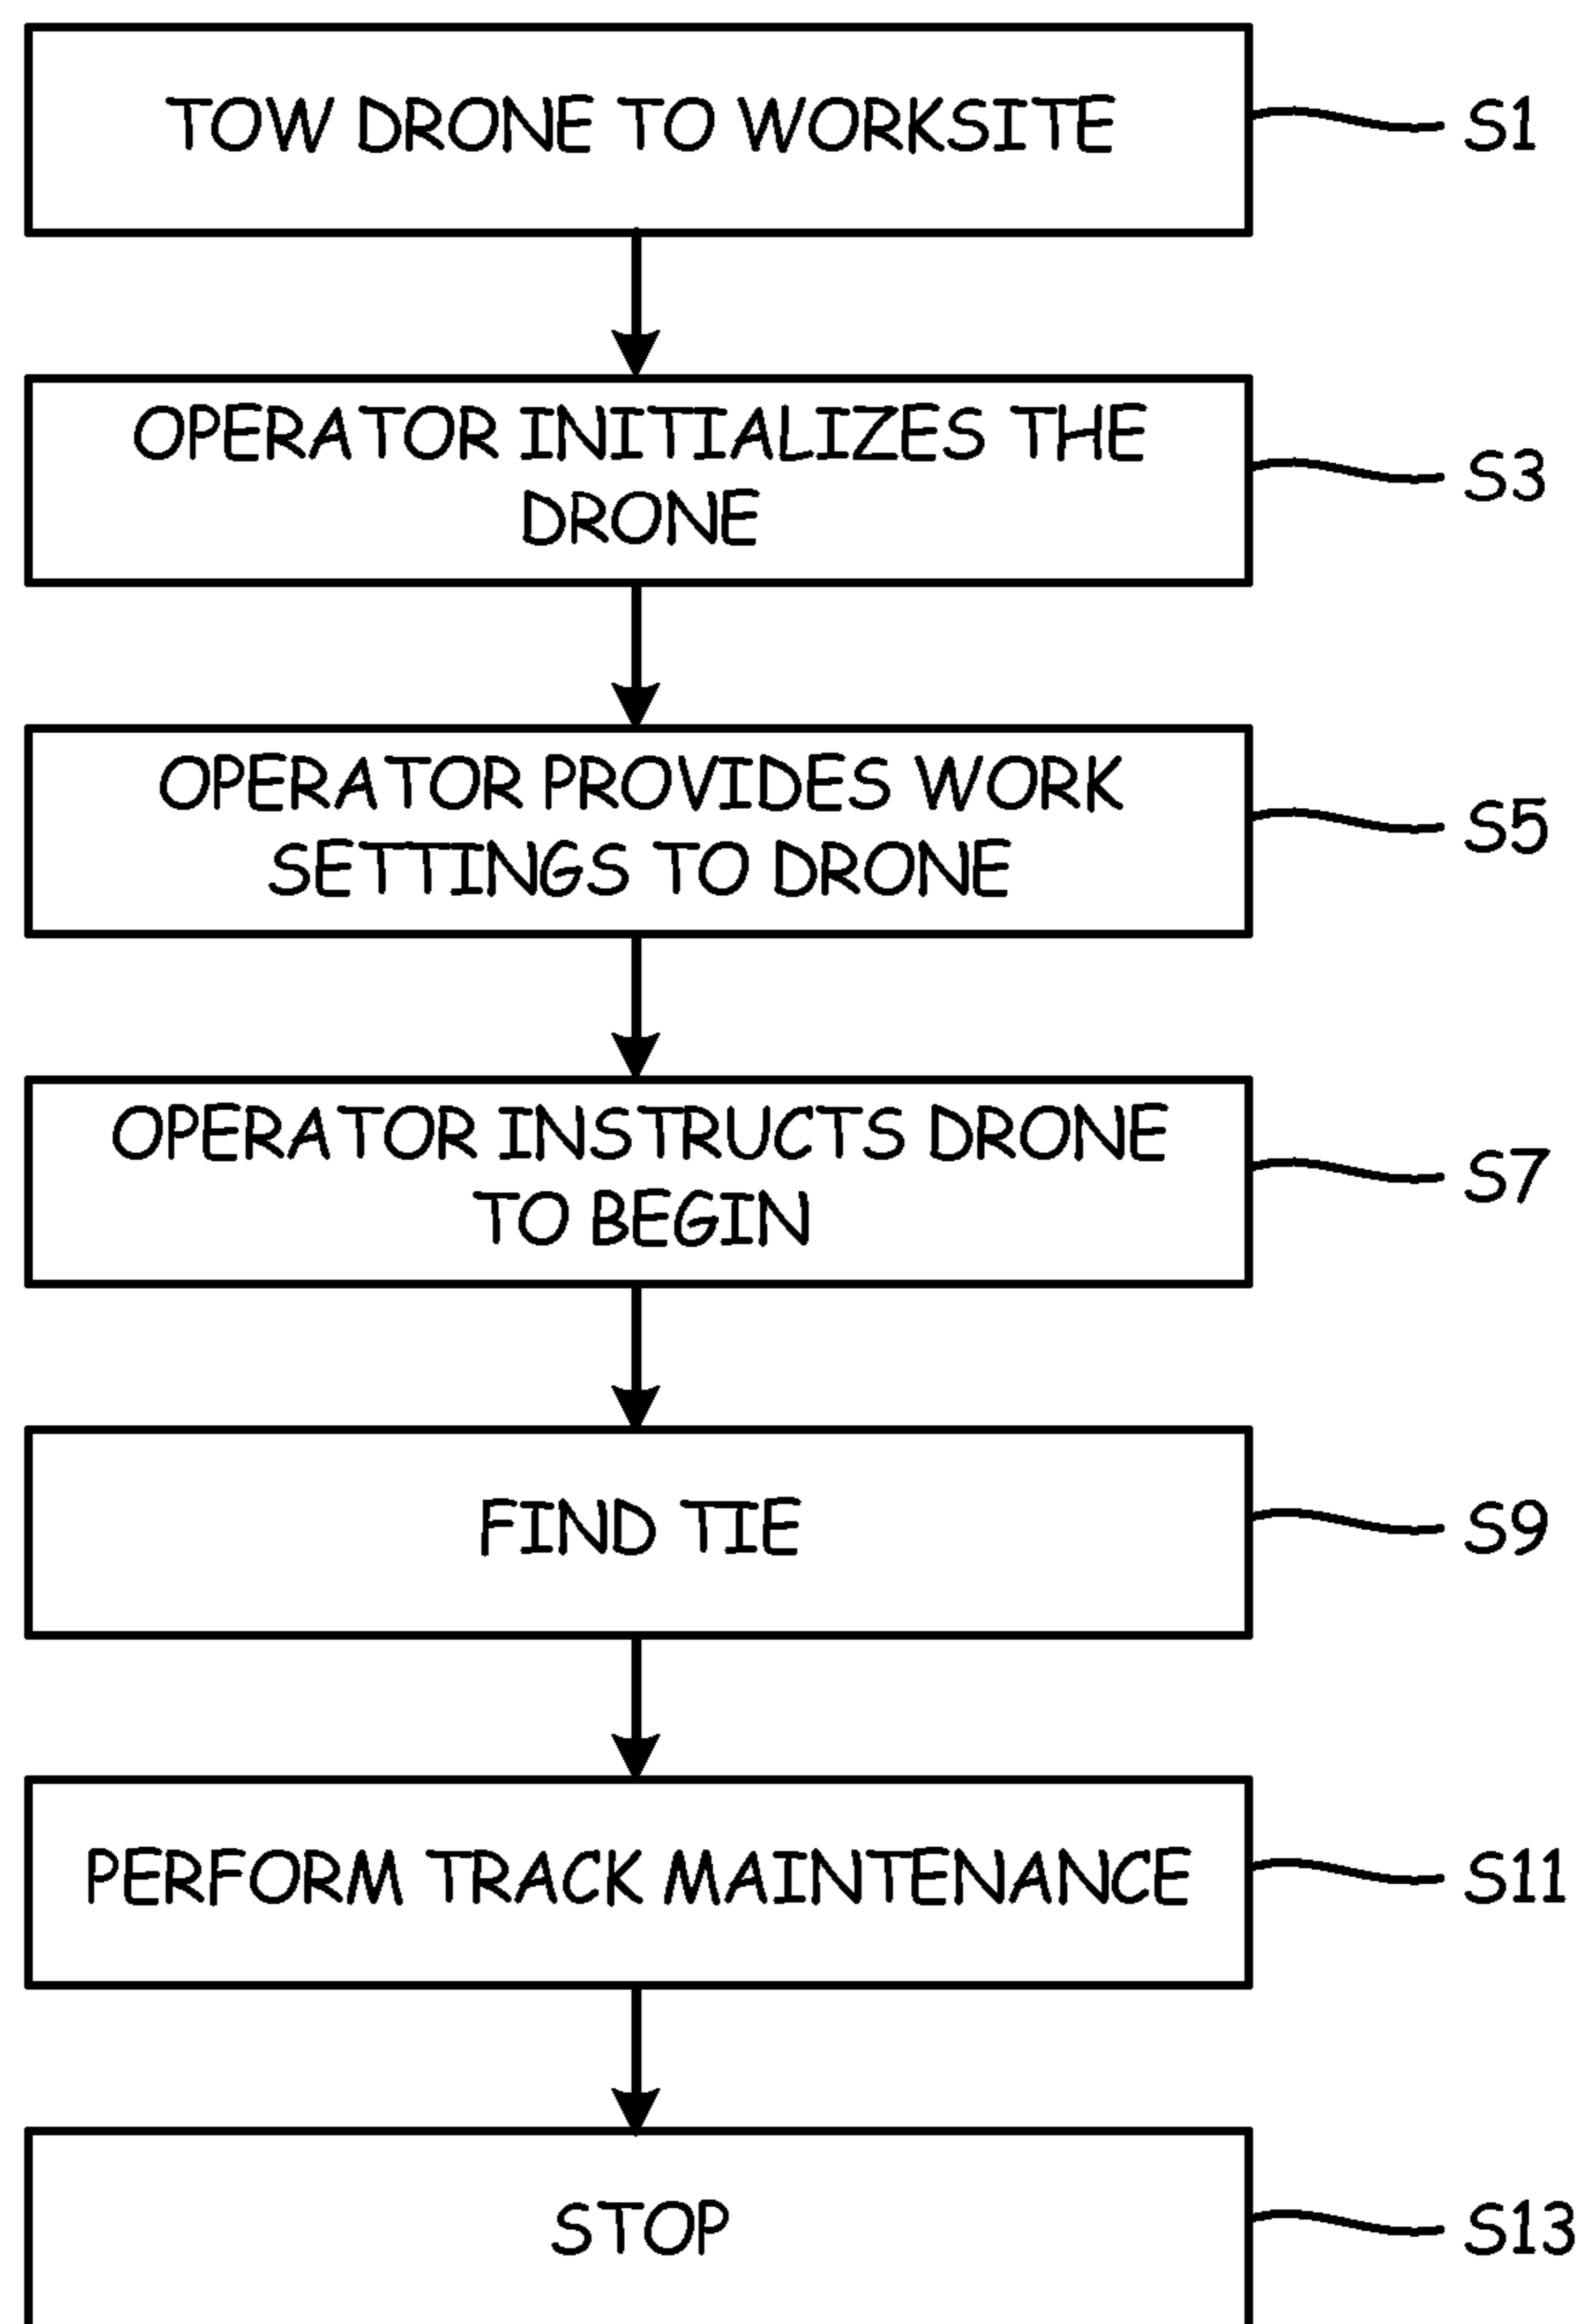 TOW DRONE TO WORKSITE
S1
OPERATOR INITIALIZES THE
DRONE
S3
OPERATOR PROVIDES WORK
SETTINGS TO DRONE
S5
OPERATOR INSTRUCTS DRONE
TO BEGIN
S7
FIND TIE
S9
PERFORM TRACK MAINTENANCE
S11
STOP
S13